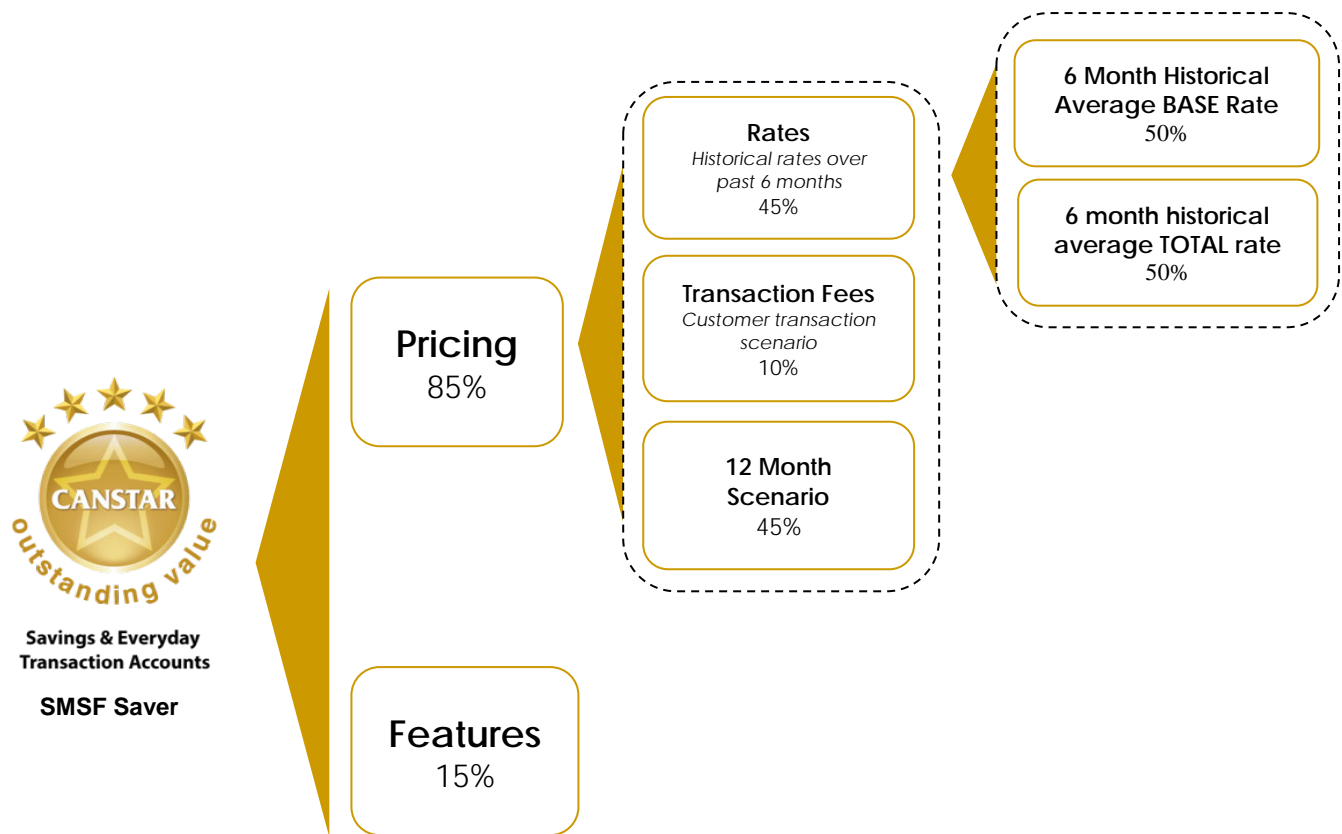 CANSTAR
outstanding value
Savings & Everyday
Transaction Accounts
SMSF Saver
Pricing
85%
Features
15%
Rates
Historical rates over
past 6 months
45%
Transaction Fees
Customer transaction
scenario
10%
12 Month
Scenario
45%
6 Month Historical
Average BASE Rate
50%
6 month historical
average TOTAL rate
50%